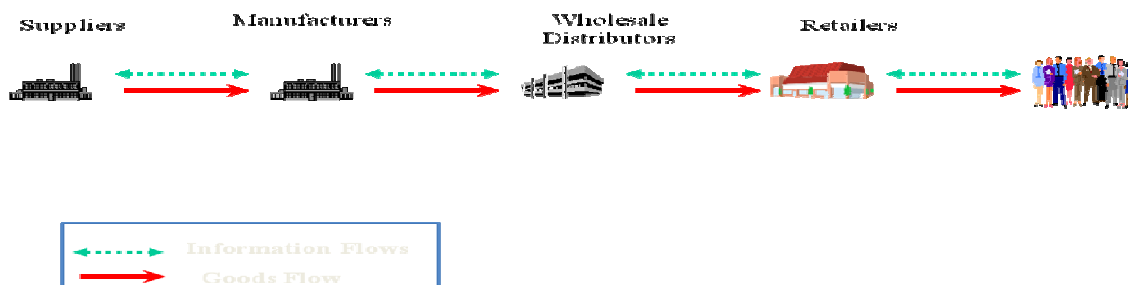 Suppliers
Manufacturers
Wholesale
Distributors
Retailers
Information Flows
Goods Flow